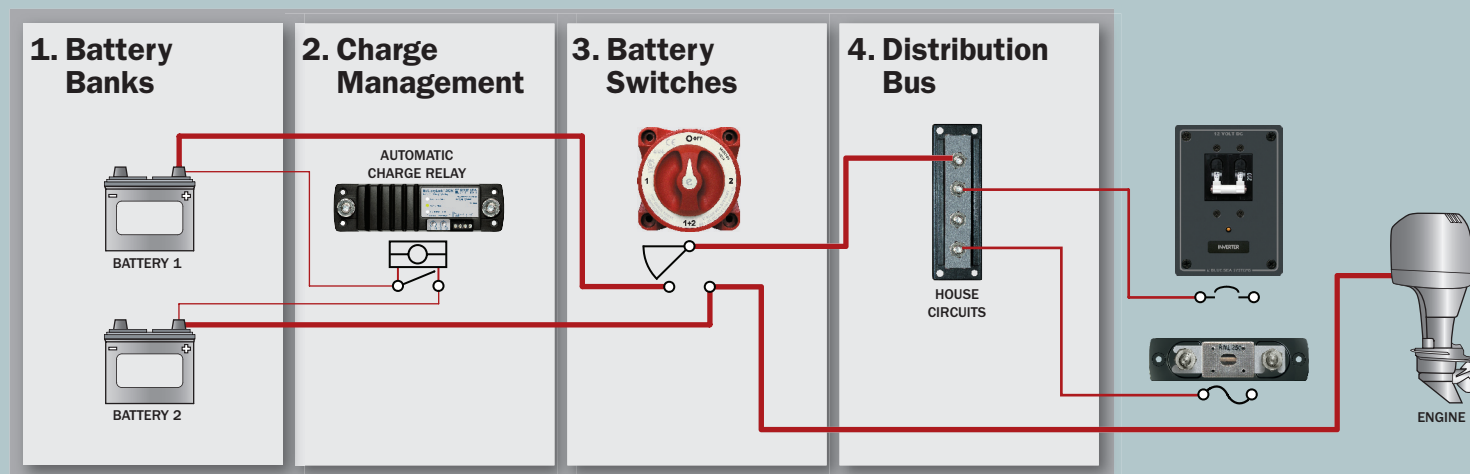 1. Battery
Banks
2. Charge
Management
3. Battery
Switches
4. Distribution
Bus
AUTOMATIC
CHARGE RELAY
BATTERY 1
BATTERY 2
OFF
1
2
1+2
HOUSE
CIRCUITS
12 VOLT DC
INVERTER
ENGINE